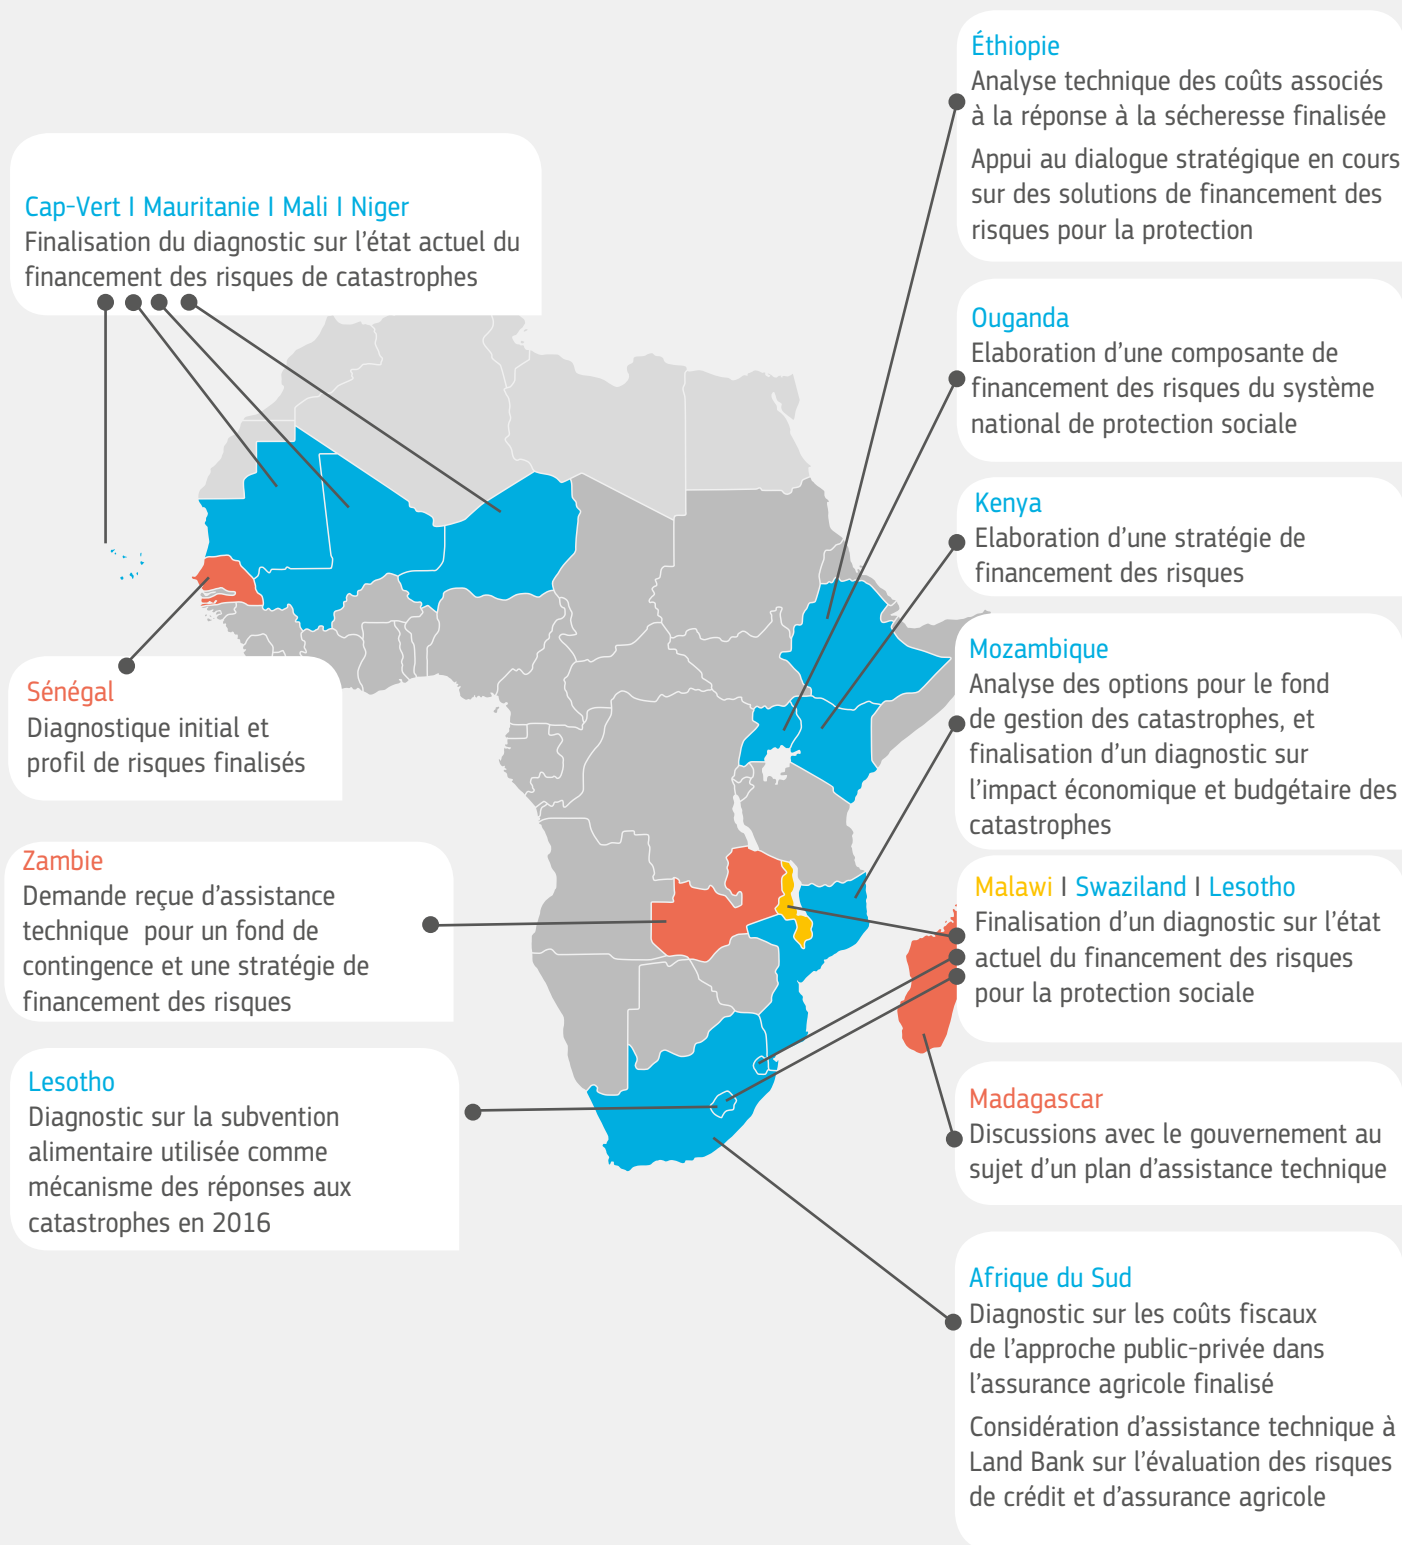 Cap-Vert I Mauritanie I Mali I Niger
Finalisation du diagnostic sur l’état actuel du
financement des risques de catastrophes
Sénégal
Diagnostique initial et
profil de risques finalisés
Zambie
Demande reçue d’assistance
technique pour un fond de
contingence et une stratégie de
financement des risques
Lesotho
Diagnostic sur la subvention
alimentaire utilisée comme
mécanisme des réponses aux
catastrophes en 2016
Éthiopie
Analyse technique des coûts associés
à la réponse à la sécheresse finalisée
Appui au dialogue stratégique en cours
sur des solutions de financement des
risques pour la protection
Ouganda
Elaboration d’une composante de
financement des risques du système
national de protection sociale
Kenya
Elaboration d’une stratégie de
financement des risques
Mozambique
Analyse des options pour le fond
de gestion des catastrophes, et
finalisation d’un diagnostic sur
l’impact économique et budgétaire des
catastrophes
Malawi I Swaziland I Lesotho
Finalisation d’un diagnostic sur l’état
actuel du financement des risques
pour la protection sociale
Madagascar
Discussions avec le gouvernement au
sujet d’un plan d’assistance technique
Afrique du Sud
Diagnostic sur les coûts fiscaux
de l’approche public-privée dans
l’assurance agricole finalisé
Considération d’assistance technique à
Land Bank sur l’évaluation des risques
de crédit et d’assurance agricole